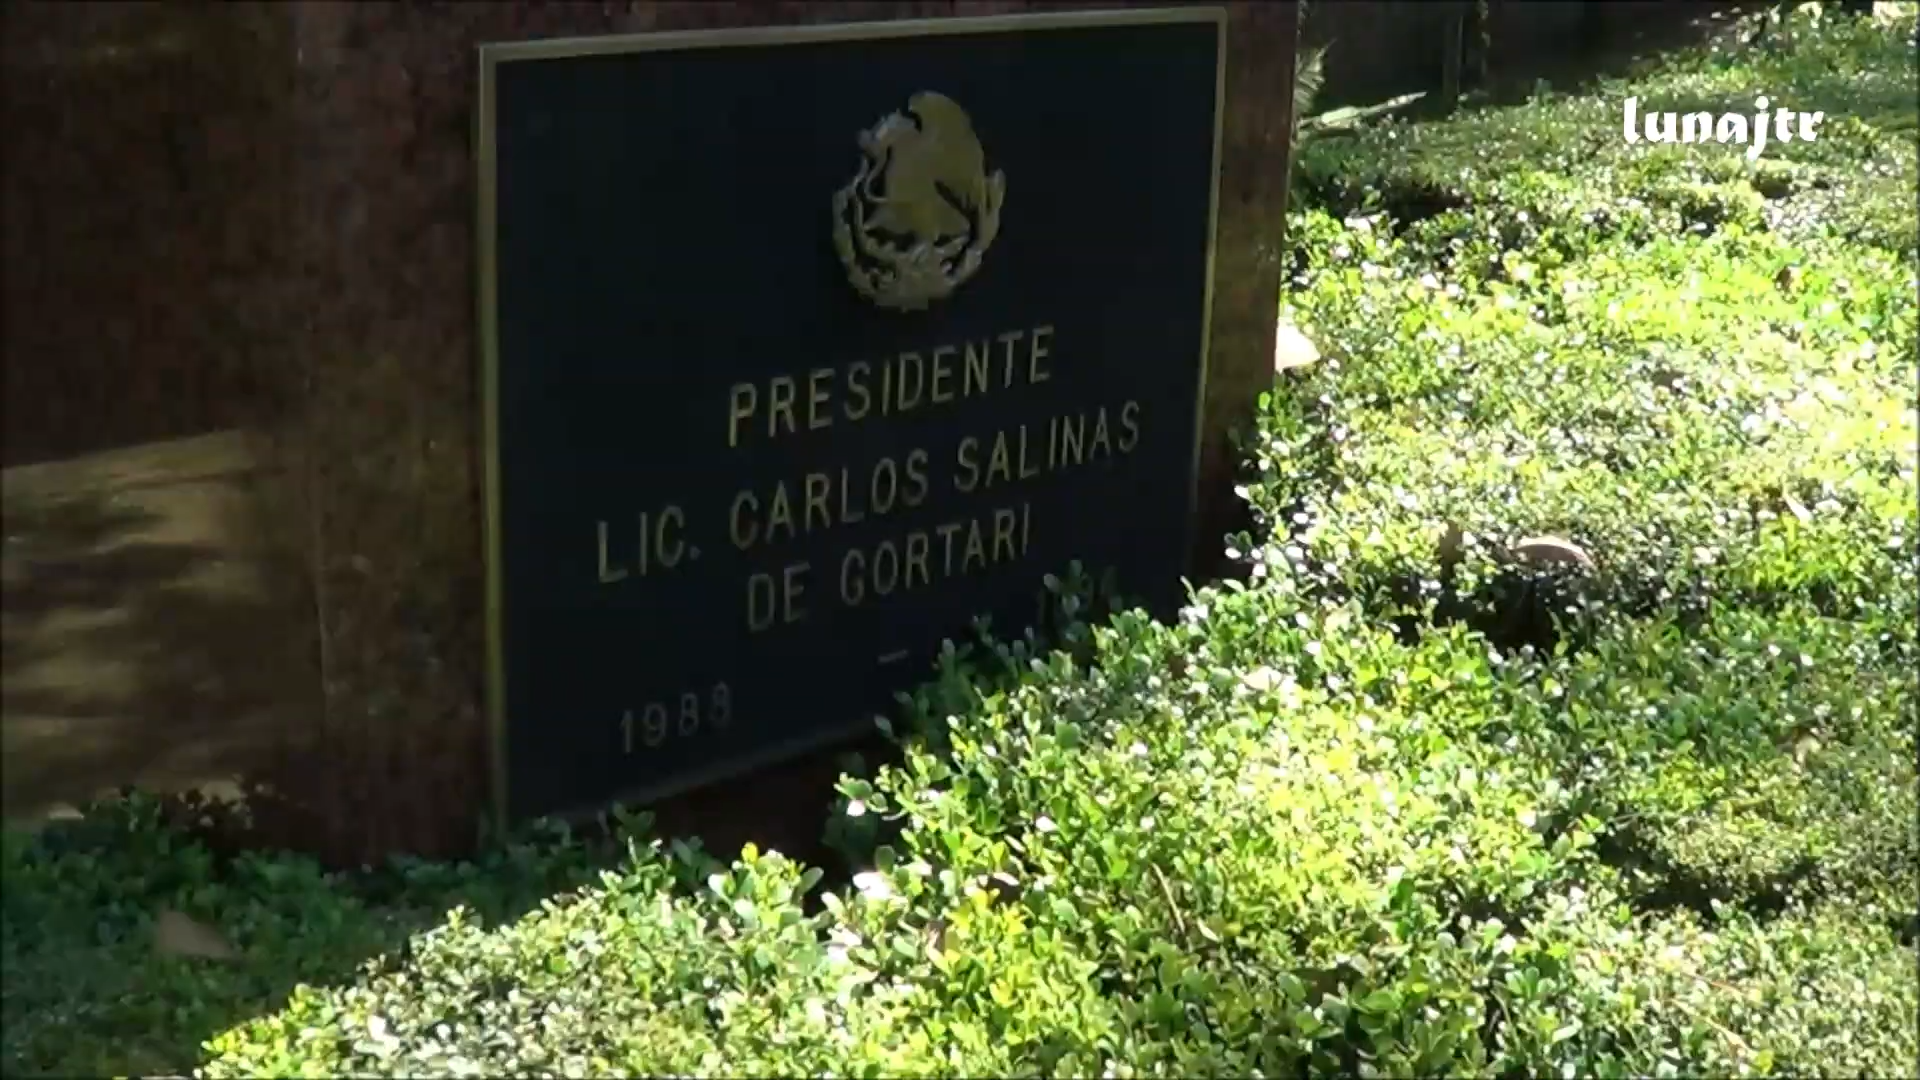 lunajtr
PRESIDENTE
LIC. CARLOS SALINAS
DE GORTARI
1988 —